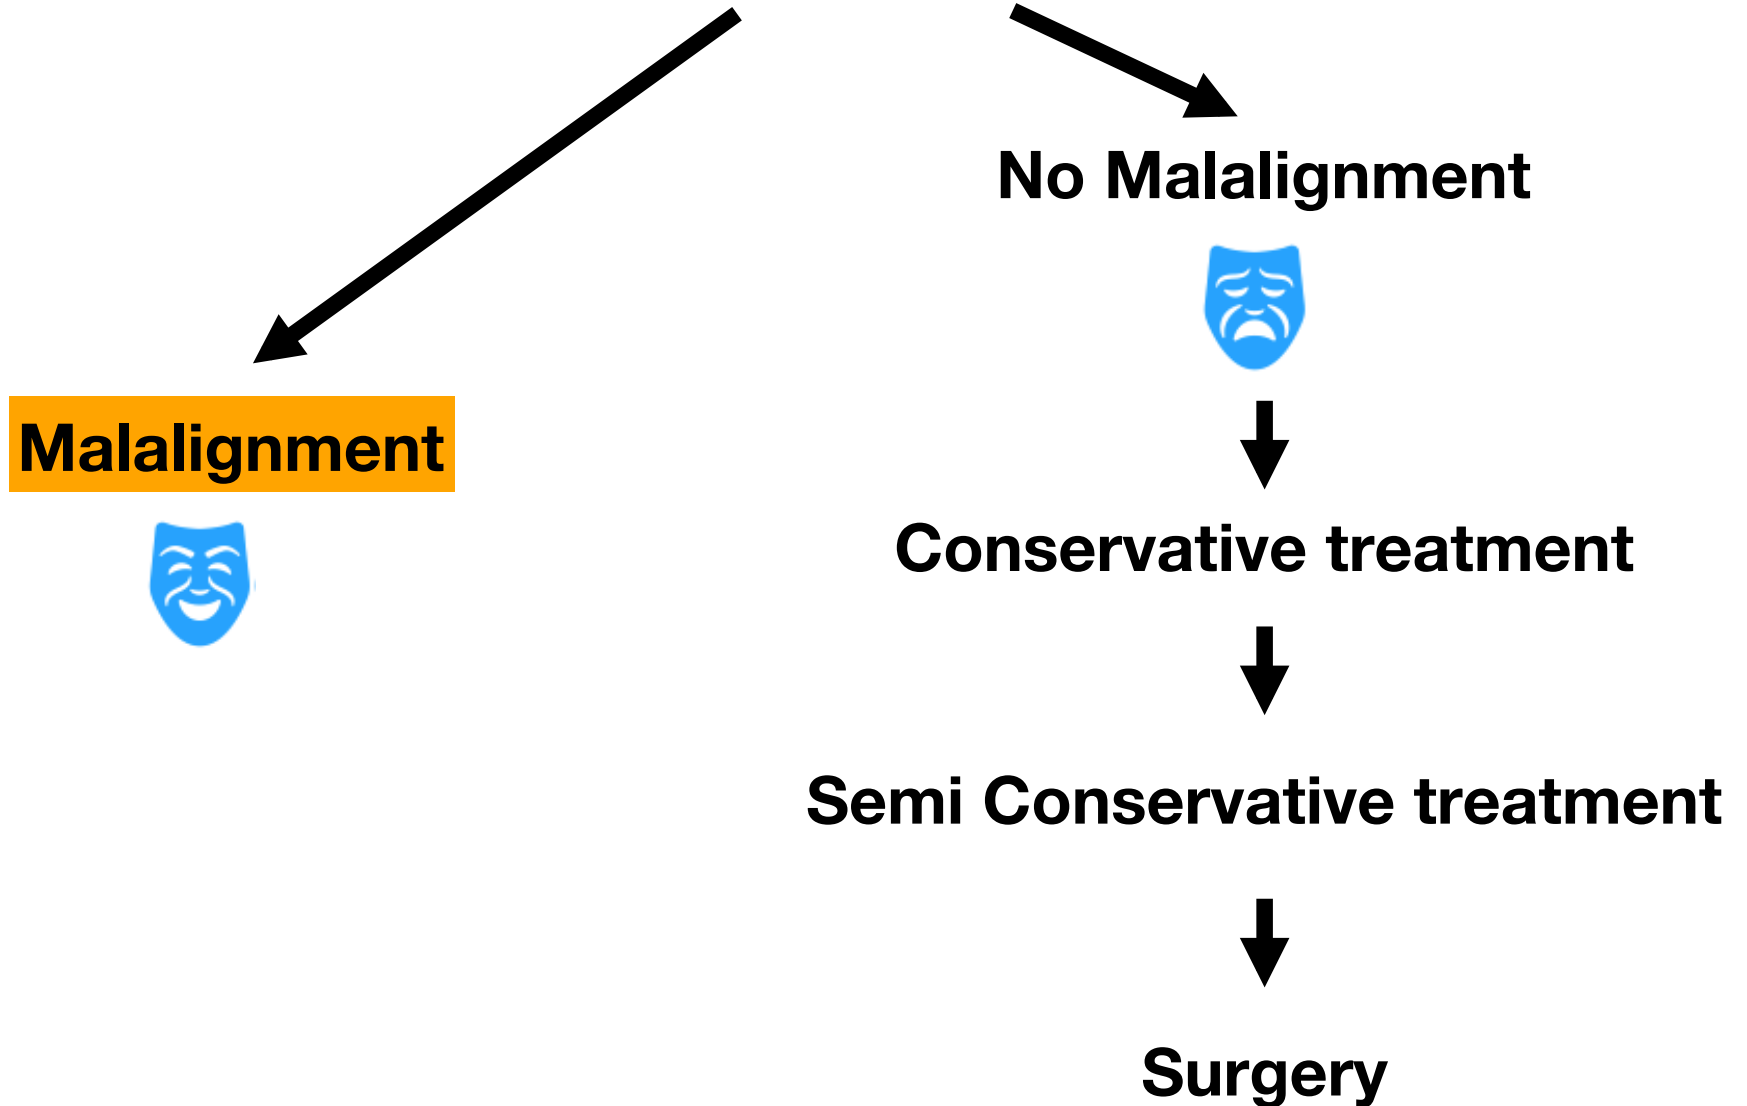 No Malalignment
Malalignment
Conservative treatment
Semi Conservative treatment
Surgery